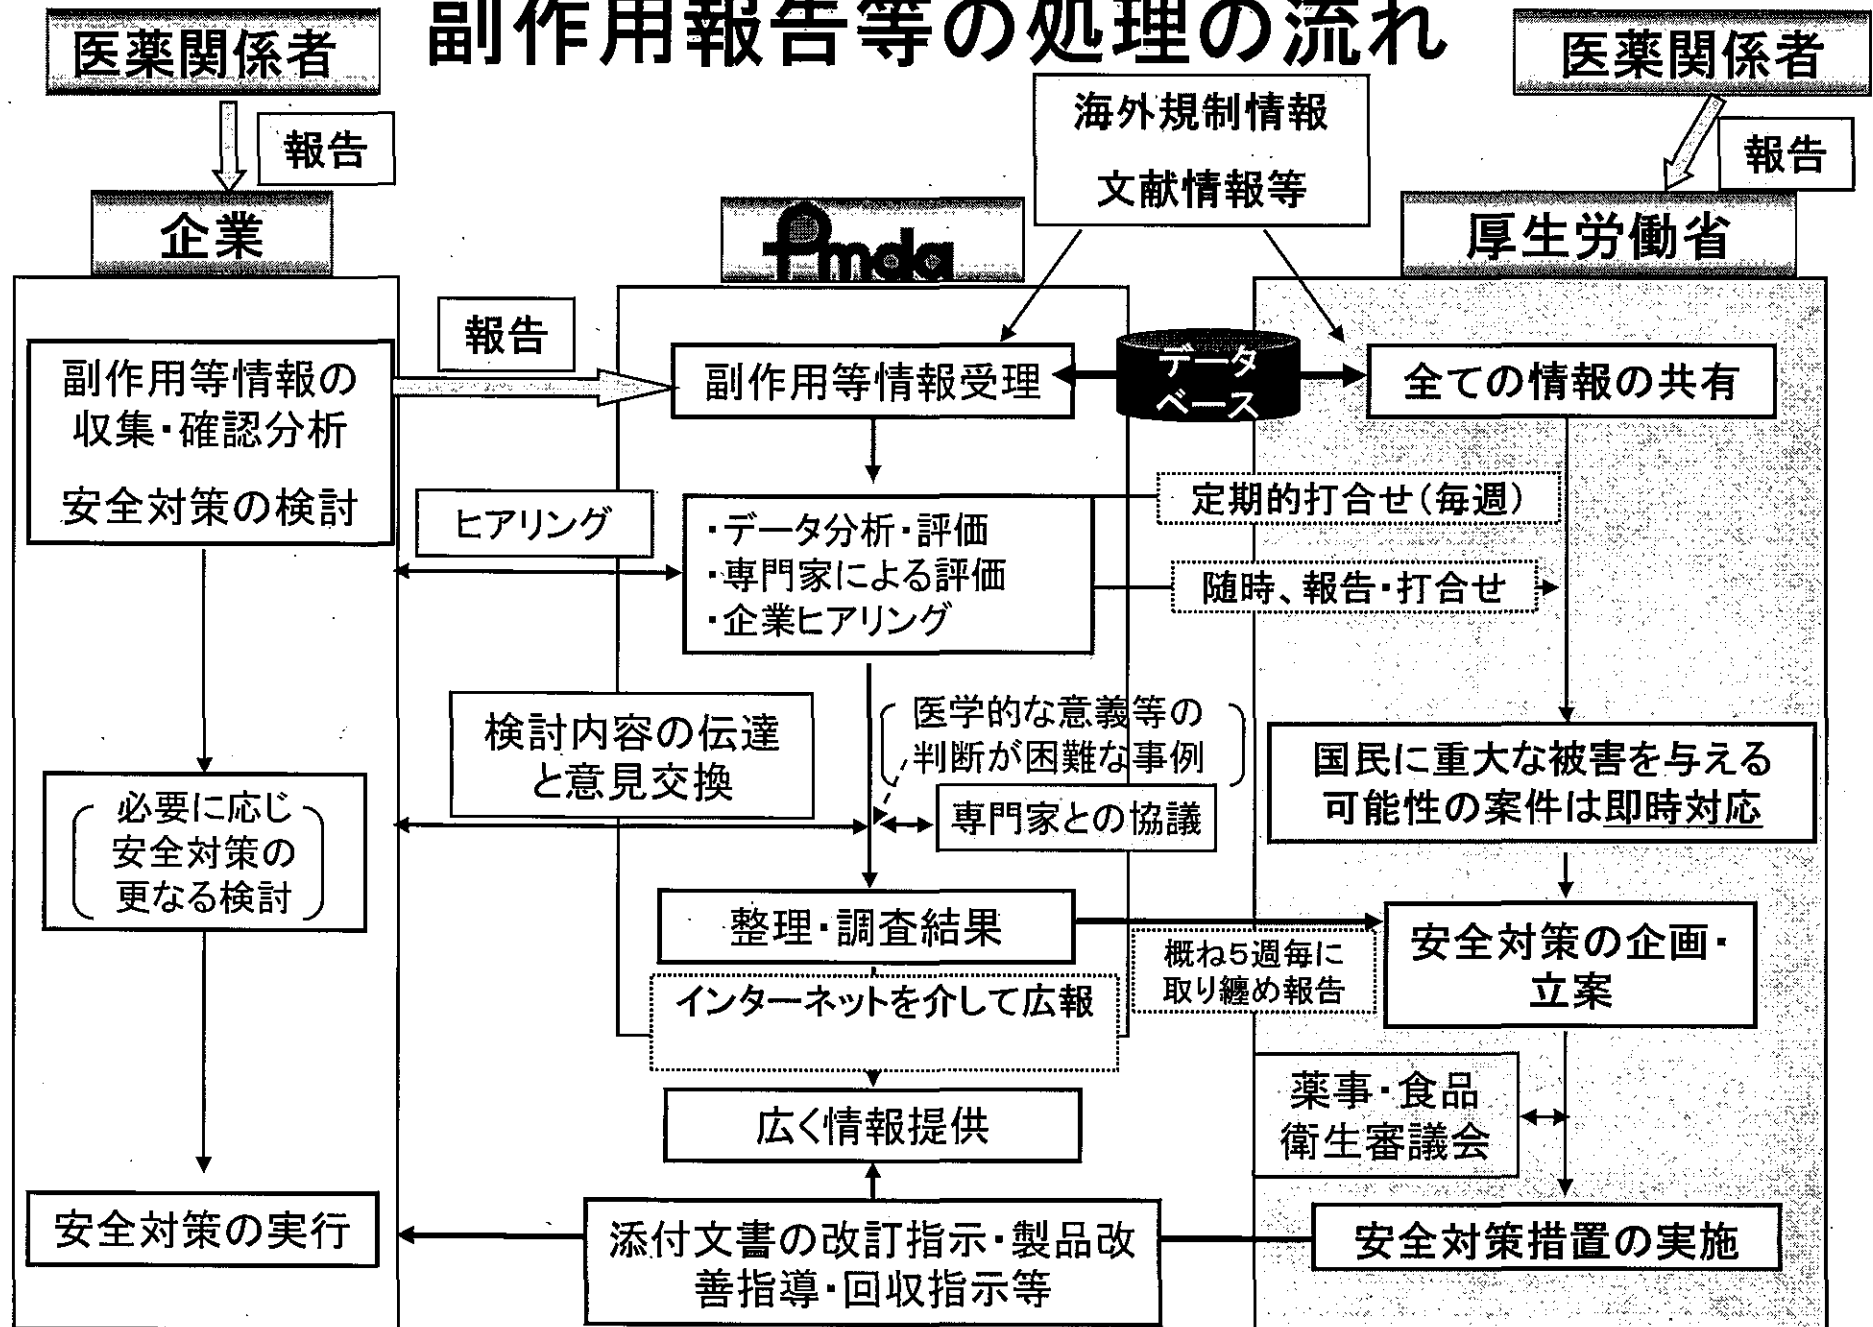 副作用報告等の処理の流れ
医薬関係者
医薬関係者
報告
報告
海外規制情報
文献情報等
企業
pmda
厚生労働省
報告
副作用等情報の
収集・確認分析
安全対策の検討
副作用等情報受理
データ
ベース
全ての情報の共有
ヒアリング
・データ分析・評価
・専門家による評価
・企業ヒアリング
定期的打合せ（毎週）
随時、報告・打合せ
検討内容の伝達
と意見交換
医学的な意義等の
判断が困難な事例
専門家との協議
国民に重大な被害を与える
可能性の案件は即時対応
必要に応じ
安全対策の
更なる検討
整理・調査結果
概ね5週毎に
取り纏め報告
安全対策の企画・
立案
インターネットを介して広報
広く情報提供
薬事・食品
衛生審議会
安全対策の実行
添付文書の改訂指示・製品改
善指導・回収指示等
安全対策措置の実施